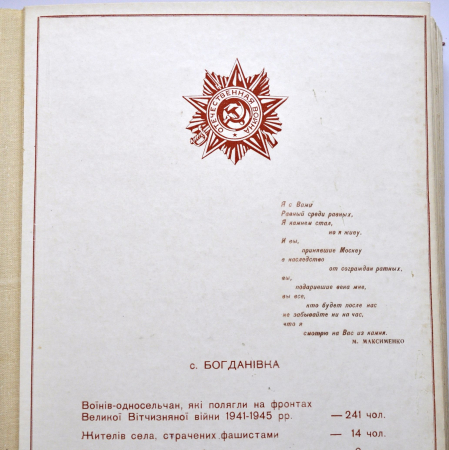 ОТЕЧЕСТВЕННАЯ ВОЙНА
Я с Вами
Равный среди равных,
Я камнем стал,
но я живу.
И вы,
принявшие Москву
в наследство
от сограждан ратных,
вы,
подарившие века мне,
вы все,
кто будет после нас
не забывайте ни на час,
что я
смотрю на Вас из камня.
М. МАКСИМЕНКО
с. БОГДАНІВНА
Воїнів-односельчан, які полягли на фронтах
Великої Вітчизняної війни 1941-1945 рр. — 241 чол.
Жителів села, страчених фашистами — 14 чол.